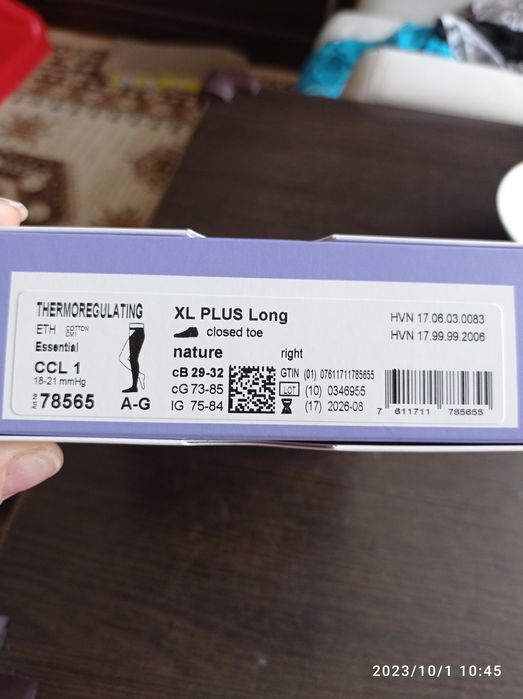 THERMOREGULATING
ETH COTTON CM1
Essential
CCL 1
18-21 mmHg
Art.Nr. 78565
A-G
XL PLUS Long
closed toe
nature right
cB 29-32
cG 73-85
lG 75-84
GTIN (01) 07611711785655
LOT (10) 0346955
(17) 2026-08
HVN 17.06.03.0083
HVN 17.99.99.2006
7 611711 785655
2023/10/1 10:45